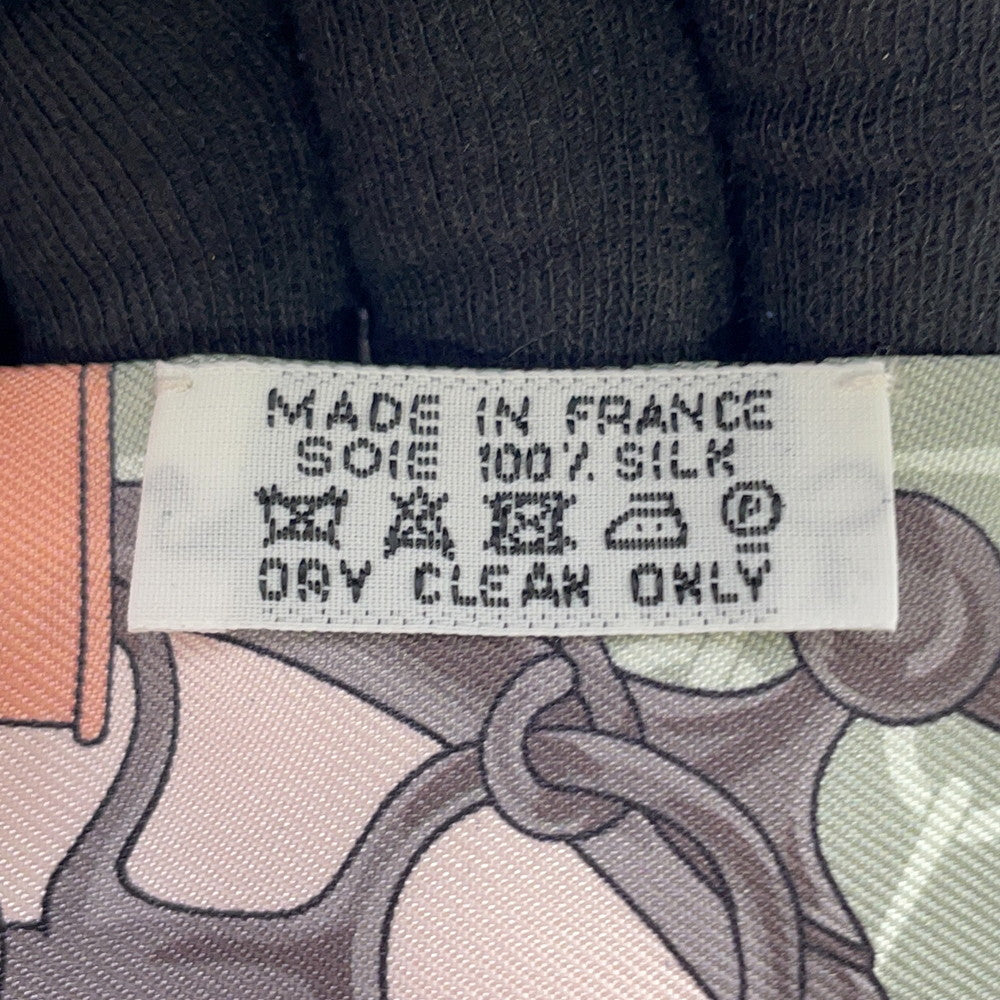 MADE IN FRANCE
SOIE 100% SILK
P
DRY CLEAN ONLY